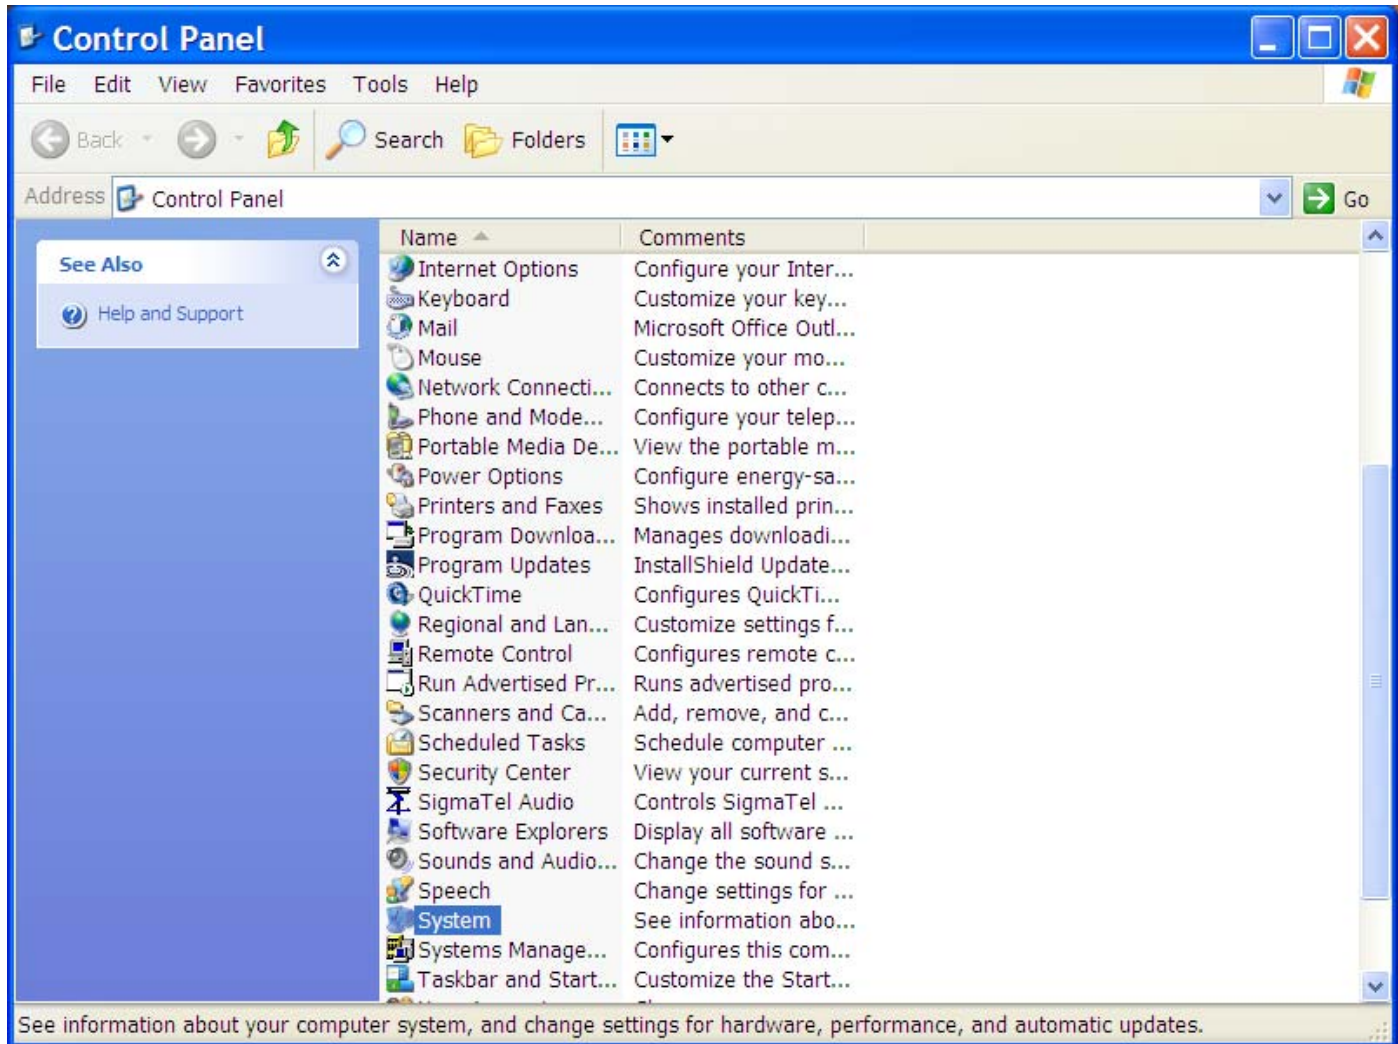 Control Panel
File Edit View Favorites Tools Help
Back Search Folders
Address Control Panel Go
See Also
Help and Support
Name Comments
Internet Options Configure your Inter...
Keyboard Customize your key...
Mail Microsoft Office Outl...
Mouse Customize your mo...
Network Connecti... Connects to other c...
Phone and Mode... Configure your telep...
Portable Media De... View the portable m...
Power Options Configure energy-sa...
Printers and Faxes Shows installed prin...
Program Downloa... Manages downloadi...
Program Updates InstallShield Update...
QuickTime Configures QuickTi...
Regional and Lan... Customize settings f...
Remote Control Configures remote c...
Run Advertised Pr... Runs advertised pro...
Scanners and Ca... Add, remove, and c...
Scheduled Tasks Schedule computer ...
Security Center View your current s...
SigmaTel Audio Controls SigmaTel ...
Software Explorers Display all software ...
Sounds and Audio... Change the sound s...
Speech Change settings for ...
System See information abo...
Systems Manage... Configures this com...
Taskbar and Start... Customize the Start...
See information about your computer system, and change settings for hardware, performance, and automatic updates.